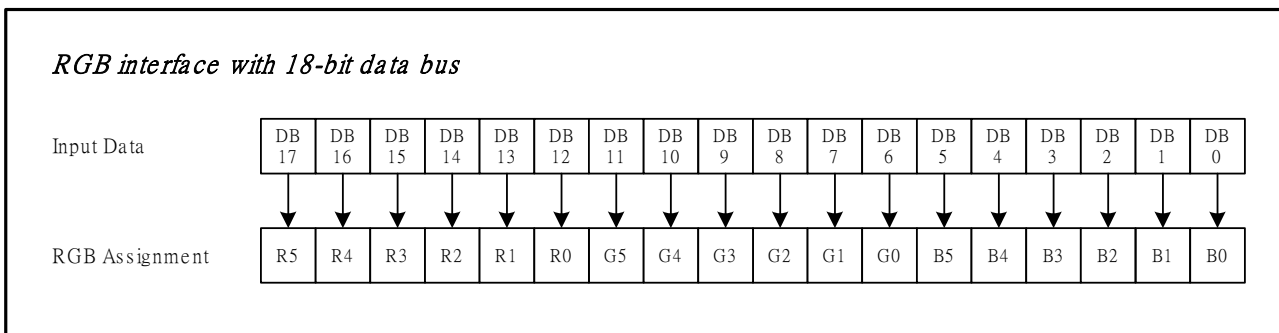 RGB interface with 18-bit data bus
Input Data DB 17 DB 16 DB 15 DB 14 DB 13 DB 12 DB 11 DB 10 DB 9 DB 8 DB 7 DB 6 DB 5 DB 4 DB 3 DB 2 DB 1 DB 0
RGB Assignment R5 R4 R3 R2 R1 R0 G5 G4 G3 G2 G1 G0 B5 B4 B3 B2 B1 B0